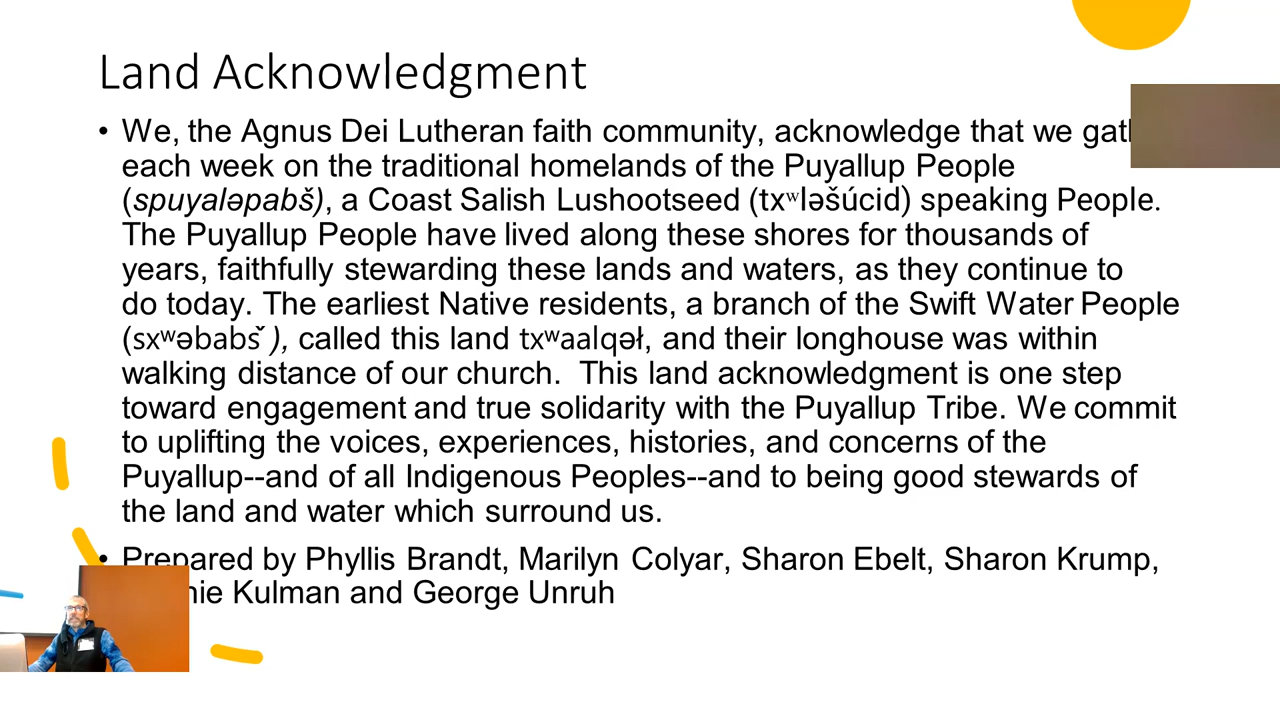 Land Acknowledgment
• We, the Agnus Dei Lutheran faith community, acknowledge that we
each week on the traditional homelands of the Puyallup People
(spuyaləpabš), a Coast Salish Lushootseed (txʷləšúcid) speaking People.
The Puyallup People have lived along these shores for thousands of
years, faithfully stewarding these lands and waters, as they continue to
do today. The earliest Native residents, a branch of the Swift Water People
(sxʷəbabsˇ), called this land txʷaalqəł, and their longhouse was within
walking distance of our church. This land acknowledgment is one step
toward engagement and true solidarity with the Puyallup Tribe. We commit
to uplifting the voices, experiences, histories, and concerns of the
Puyallup--and of all Indigenous Peoples--and to being good stewards of
the land and water which surround us.
• Prepared by Phyllis Brandt, Marilyn Colyar, Sharon Ebelt, Sharon Krump,
Kulman and George Unruh